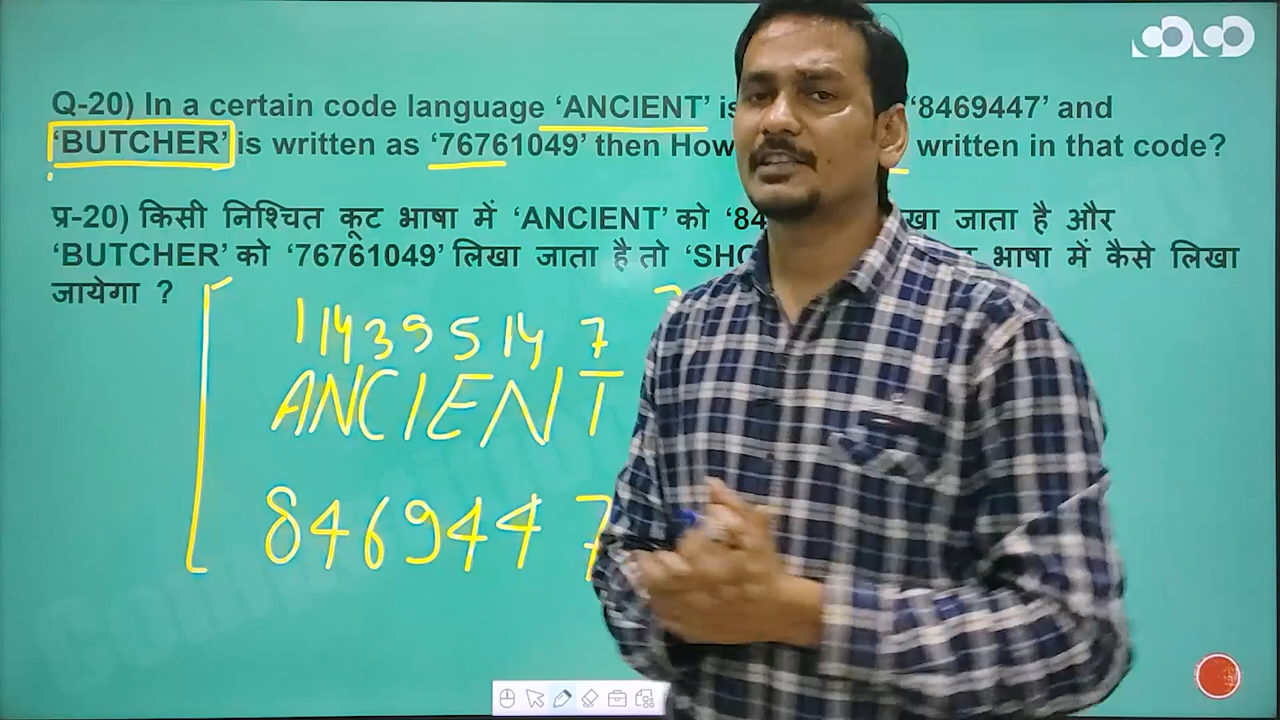 Q-20) In a certain code language ‘ANCIENT’ is ‘8469447’ and
‘BUTCHER’ is written as ‘76761049’ then How written in that code?
प्र-20) किसी निश्चित कूट भाषा में ‘ANCIENT’ को ‘84 जाता है और
‘BUTCHER’ को ‘76761049’ लिखा जाता है तो भाषा में कैसे लिखा
जायेगा ?
1 14 3 9 5 14 7
ANCIENT
8469447